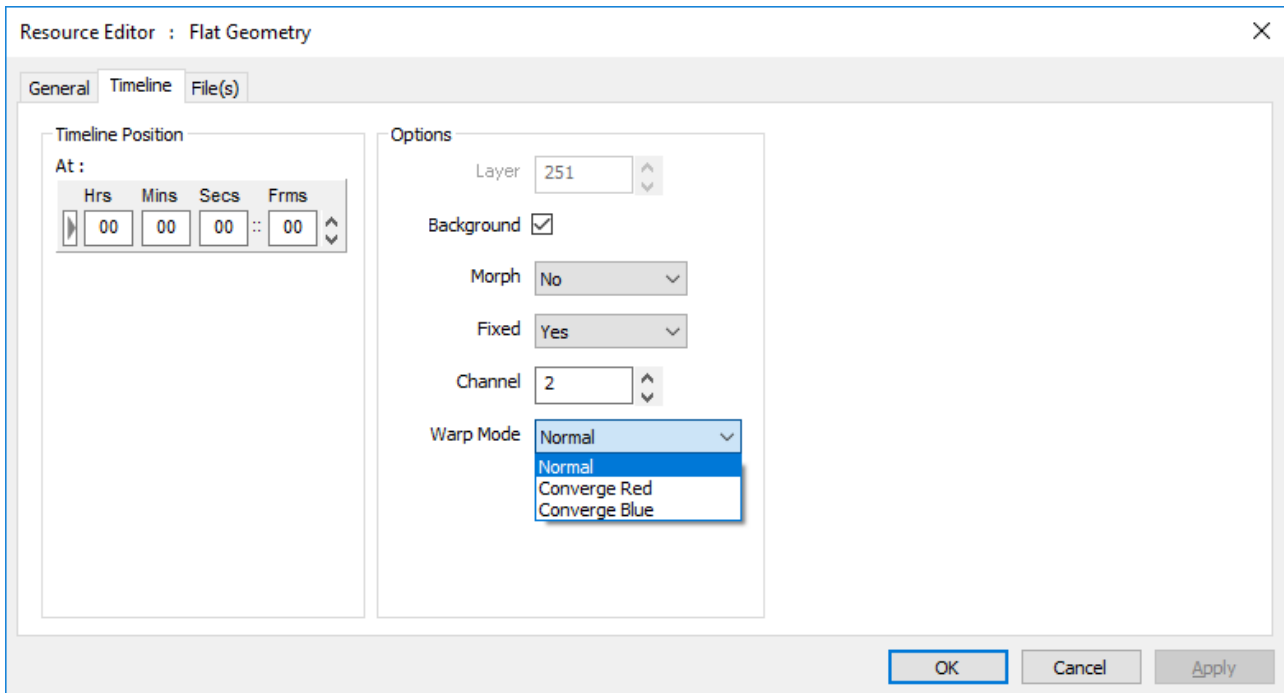 Resource Editor : Flat Geometry
General Timeline File(s)
Timeline Position
At :
Hrs Mins Secs Frms
00 00 00 :: 00
Options
Layer 251
Background
Morph No
Fixed Yes
Channel 2
Warp Mode Normal
Normal
Converge Red
Converge Blue
OK Cancel Apply